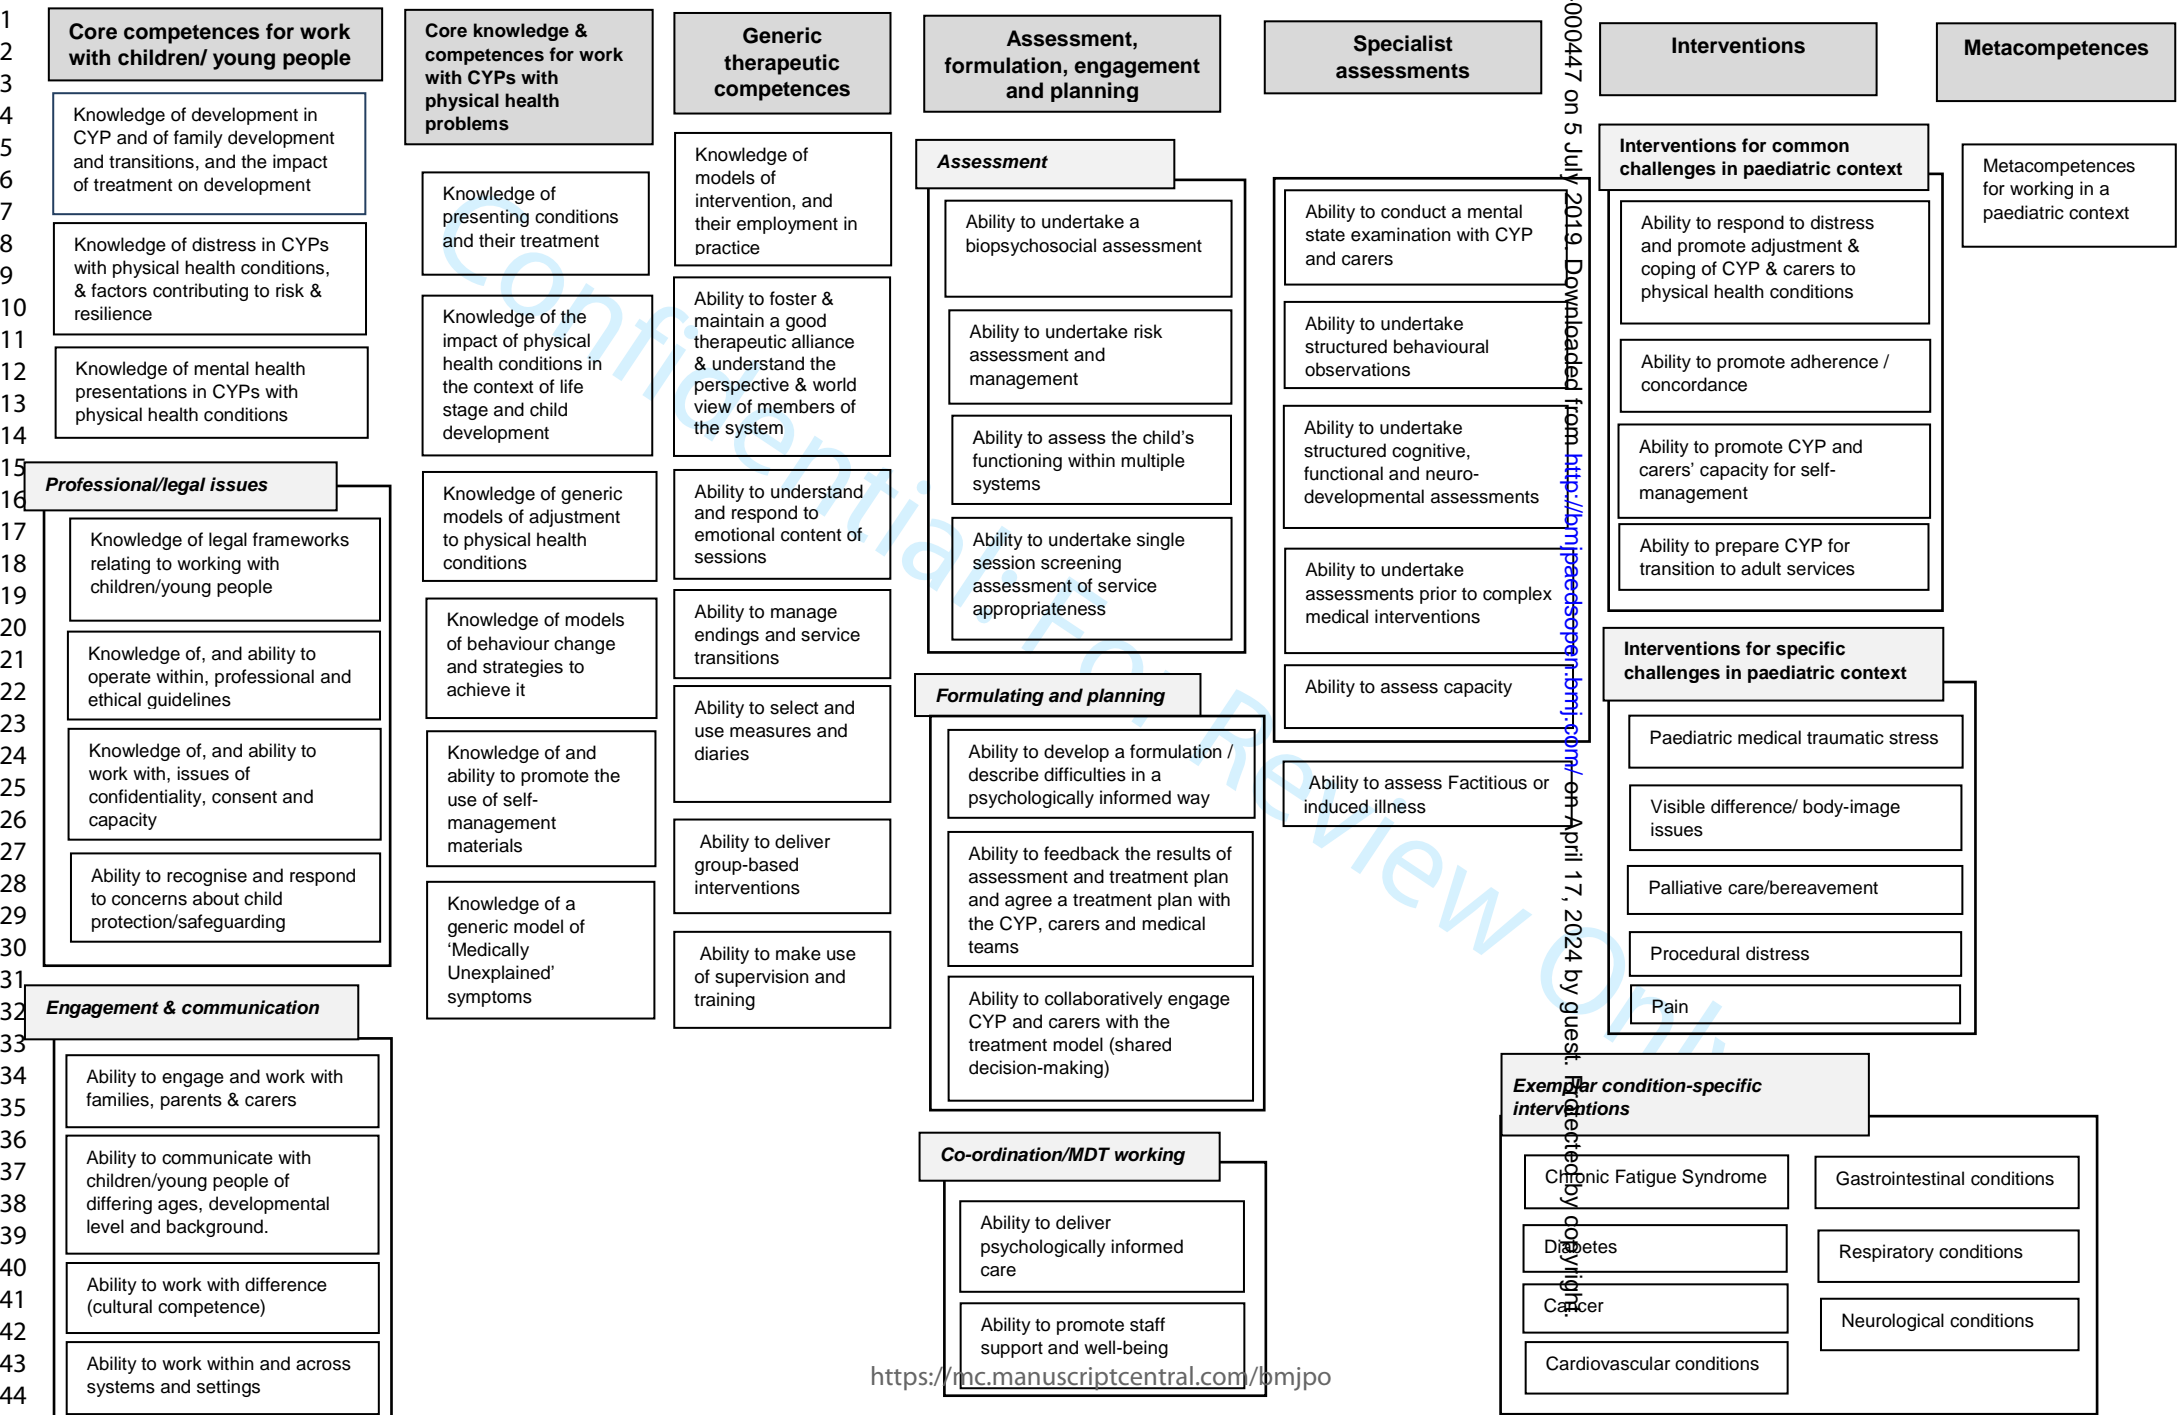 1
2
3
4
5
6
7
8
9
10
11
12
13
14
15
16
17
18
19
20
21
22
23
24
25
26
27
28
29
30
31
32
33
34
35
36
37
38
39
40
41
42
43
44
Core competences for work
with children/ young people
Knowledge of development in
CYP and of family development
and transitions, and the impact
of treatment on development
Knowledge of distress in CYPs
with physical health conditions,
& factors contributing to risk &
resilience
Knowledge of mental health
presentations in CYPs with
physical health conditions
Professional/legal issues
Knowledge of legal frameworks
relating to working with
children/young people
Knowledge of, and ability to
operate within, professional and
ethical guidelines
Knowledge of, and ability to
work with, issues of
confidentiality, consent and
capacity
Ability to recognise and respond
to concerns about child
protection/safeguarding
Engagement & communication
Ability to engage and work with
families, parents & carers
Ability to communicate with
children/young people of
differing ages, developmental
level and background.
Ability to work with difference
(cultural competence)
Ability to work within and across
systems and settings
Core knowledge &
competences for work
with CYPs with
physical health
problems
Knowledge of
presenting conditions
and their treatment
Knowledge of the
impact of physical
health conditions in
the context of life
stage and child
development
Knowledge of generic
models of adjustment
to physical health
conditions
Knowledge of models
of behaviour change
and strategies to
achieve it
Knowledge of and
ability to promote the
use of self-
management
materials
Knowledge of a
generic model of
‘Medically
Unexplained’
symptoms
Generic
therapeutic
competences
Knowledge of
models of
intervention, and
their employment in
practice
Ability to foster &
maintain a good
therapeutic alliance
& understand the
perspective & world
view of members of
the system
Ability to understand
and respond to
emotional content of
sessions
Ability to manage
endings and service
transitions
Ability to select and
use measures and
diaries
Ability to deliver
group-based
interventions
Ability to make use
of supervision and
training
Assessment,
formulation, engagement
and planning
Assessment
Ability to undertake a
biopsychosocial assessment
Ability to undertake risk
assessment and
management
Ability to assess the child’s
functioning within multiple
systems
Ability to undertake single
session screening
assessment of service
appropriateness
Formulating and planning
Ability to develop a formulation /
describe difficulties in a
psychologically informed way
Ability to feedback the results of
assessment and treatment plan
and agree a treatment plan with
the CYP, carers and medical
teams
Ability to collaboratively engage
CYP and carers with the
treatment model (shared
decision-making)
Co-ordination/MDT working
Ability to deliver
psychologically informed
care
Ability to promote staff
support and well-being
Specialist
assessments
Ability to conduct a mental
state examination with CYP
and carers
Ability to undertake
structured behavioural
observations
Ability to undertake
structured cognitive,
functional and neuro-
developmental assessments
Ability to undertake
assessments prior to complex
medical interventions
Ability to assess capacity
Ability to assess Factitious or
induced illness
Interventions
Interventions for common
challenges in paediatric context
Ability to respond to distress
and promote adjustment &
coping of CYP & carers to
physical health conditions
Ability to promote adherence /
concordance
Ability to promote CYP and
carers’ capacity for self-
management
Ability to prepare CYP for
transition to adult services
Interventions for specific
challenges in paediatric context
Paediatric medical traumatic stress
Visible difference/ body-image
issues
Palliative care/bereavement
Procedural distress
Pain
Exemplar condition-specific
interventions
Chronic Fatigue Syndrome
Diabetes
Cancer
Cardiovascular conditions
Gastrointestinal conditions
Respiratory conditions
Neurological conditions
Metacompetences
Metacompetences
for working in a
paediatric context
Confidential: For Review Only
000447 on 5 July 2019. Downloaded from http://bmjpaedsopen.bmj.com/ on April 17, 2024 by guest. Protected by copyright.
https://mc.manuscriptcentral.com/bmjpo